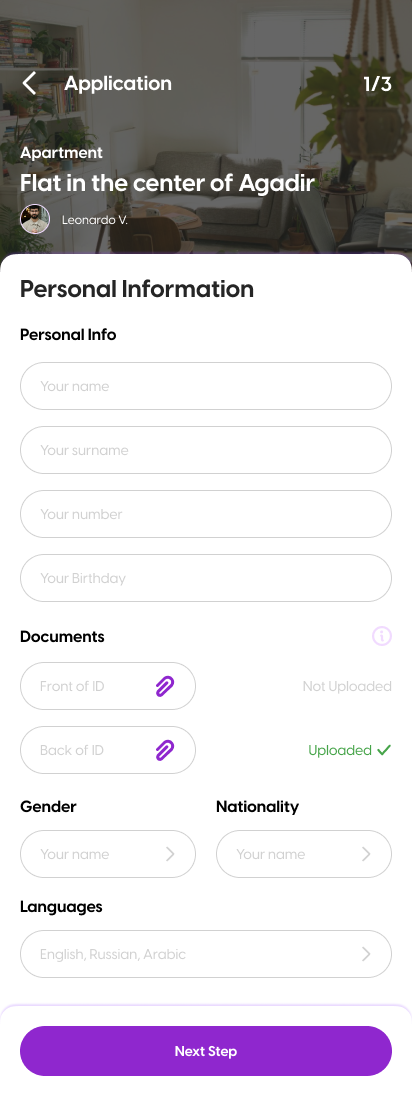 Application
1/3
Apartment
Flat in the center of Agadir
Leonardo V.
Personal Information
Personal Info
Your name
Your surname
Your number
Your Birthday
Documents
Front of ID
Not Uploaded
Back of ID
Uploaded
Gender
Nationality
Your name
Your name
Languages
English, Russian, Arabic
Next Step